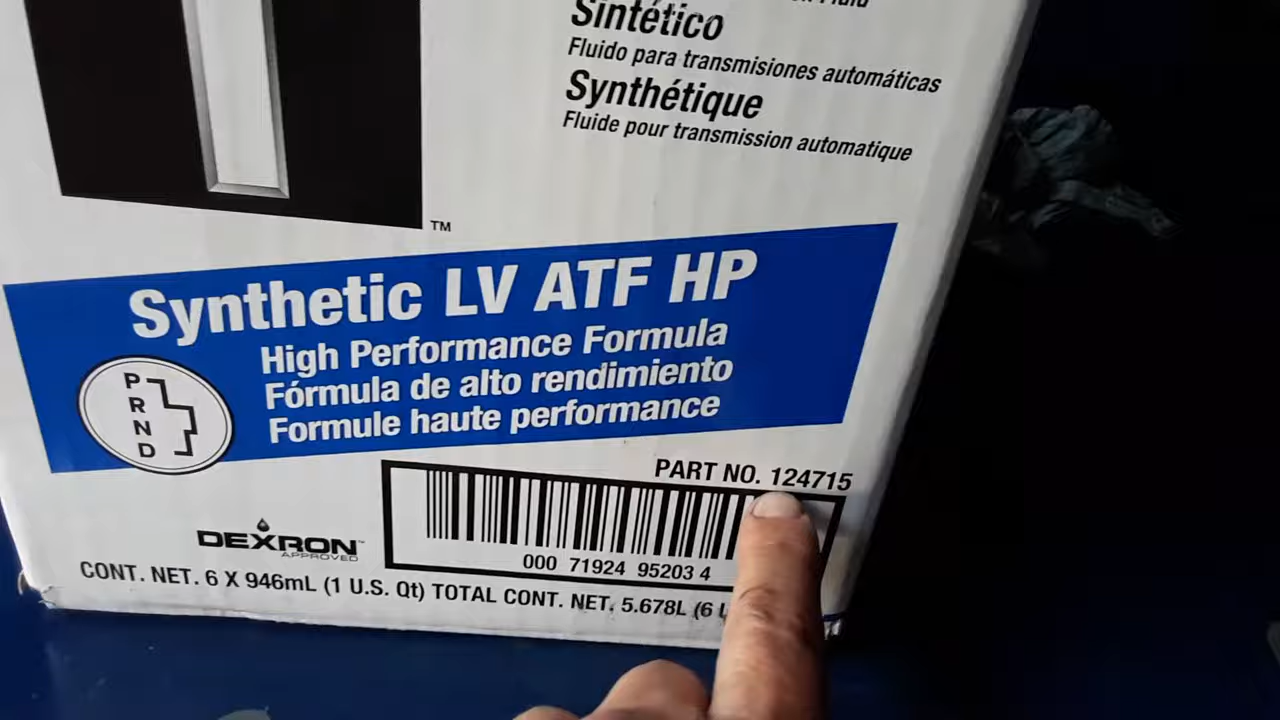 Sintético
Fluido para transmisiones automáticas
Synthétique
Fluide pour transmission automatique
TM
Synthetic LV ATF HP
High Performance Formula
Fórmula de alto rendimiento
Formule haute performance
P
R
N
D
PART NO. 124715
DEXRON™
APPROVED
000 71924 95203 4
CONT. NET. 6 X 946mL (1 U.S. Qt) TOTAL CONT. NET. 5.678L (6